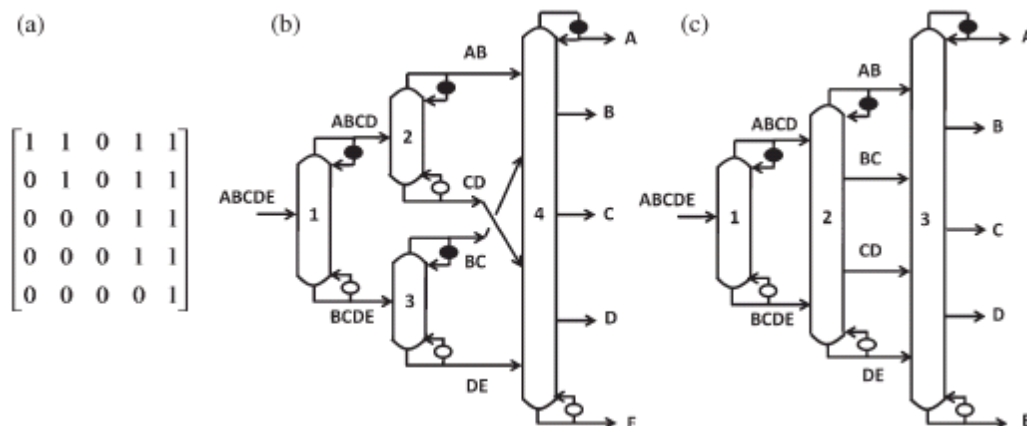 (a)
1 1 0 1 1
0 1 0 1 1
0 0 0 1 1
0 0 0 1 1
0 0 0 0 1
(b)
A
AB
B
ABCD
2
CD
ABCDE
1
4
C
BC
3
BCDE
D
DE
(c)
AB
B
ABCD
BC
ABCDE
1
2
3
C
CD
BCDE
D
DE